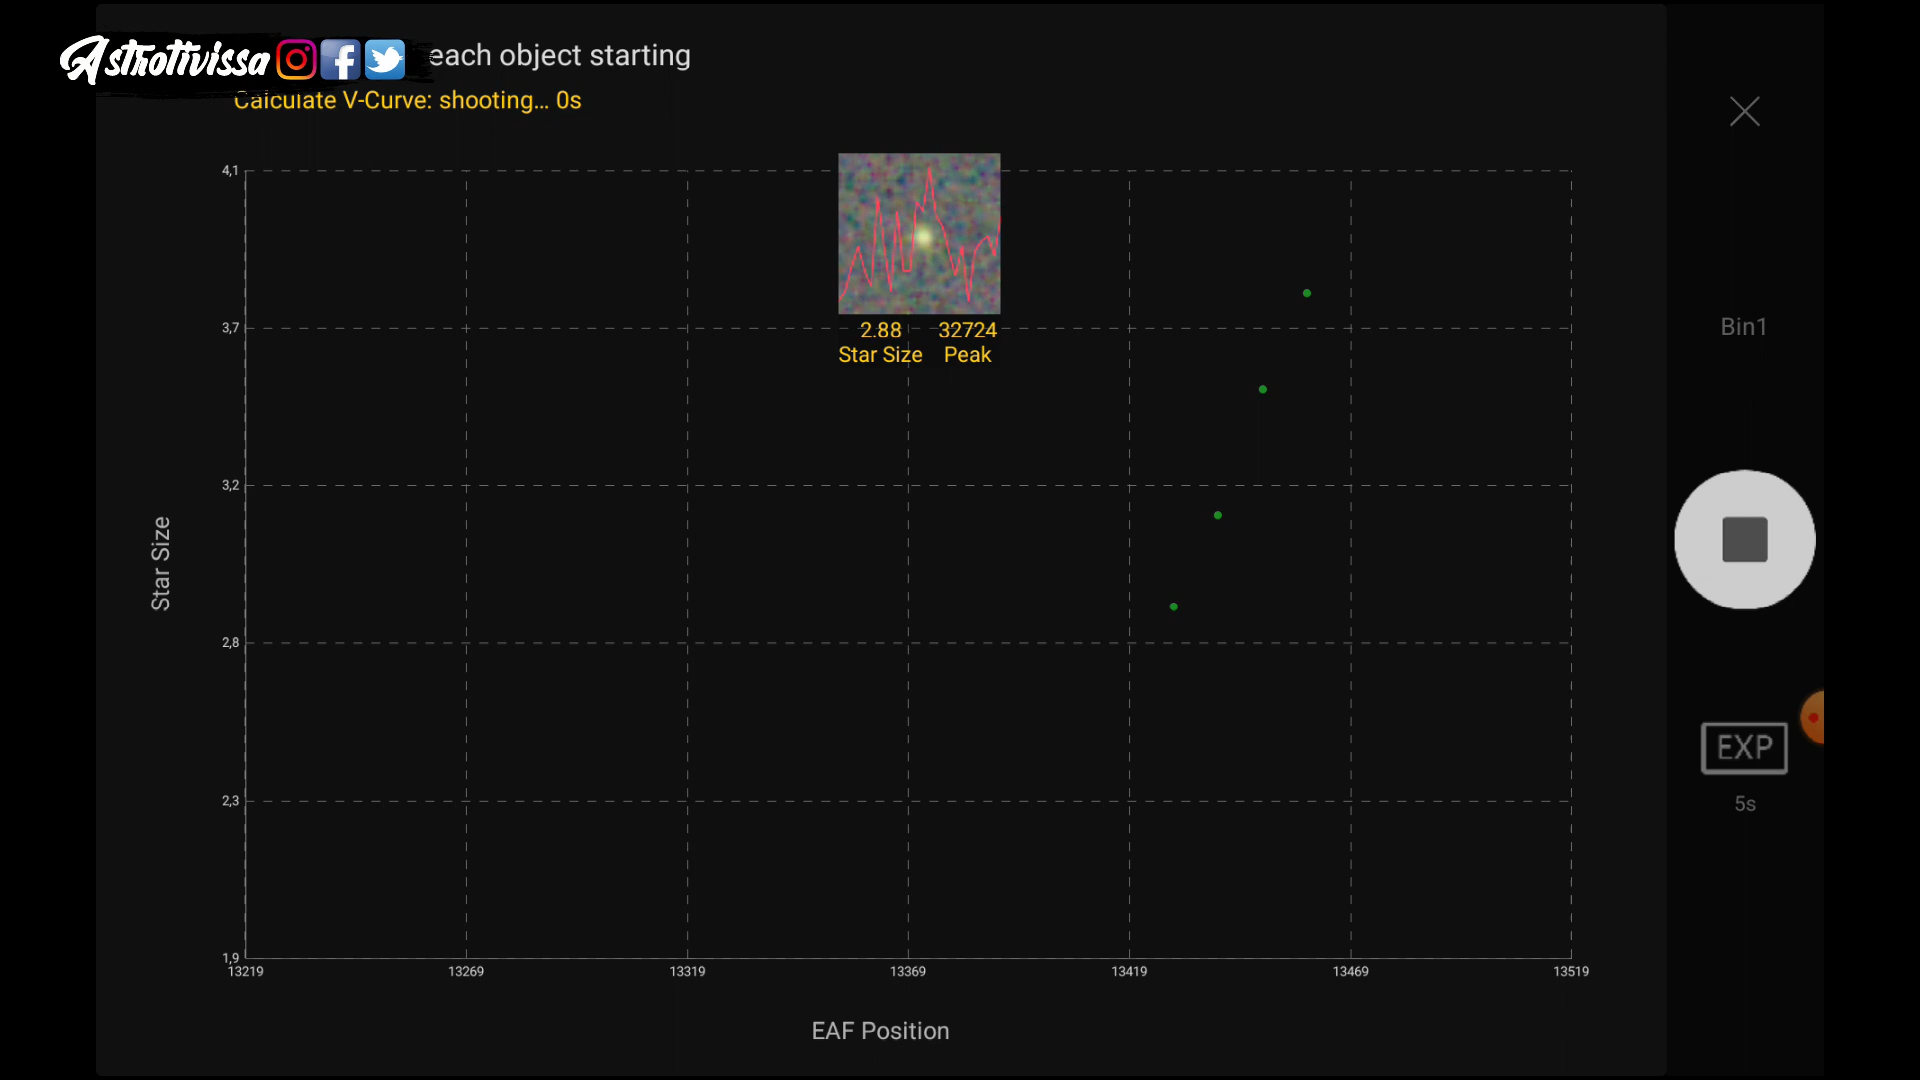 Astrotivissa
each object starting
Calculate V-Curve: shooting... 0s
4,1
3,7
3,2
2,8
2,3
1,9
2.88 32724
Star Size Peak
Star Size
13219 13269 13319 13369 13419 13469 13519
EAF Position
Bin1
EXP
5s